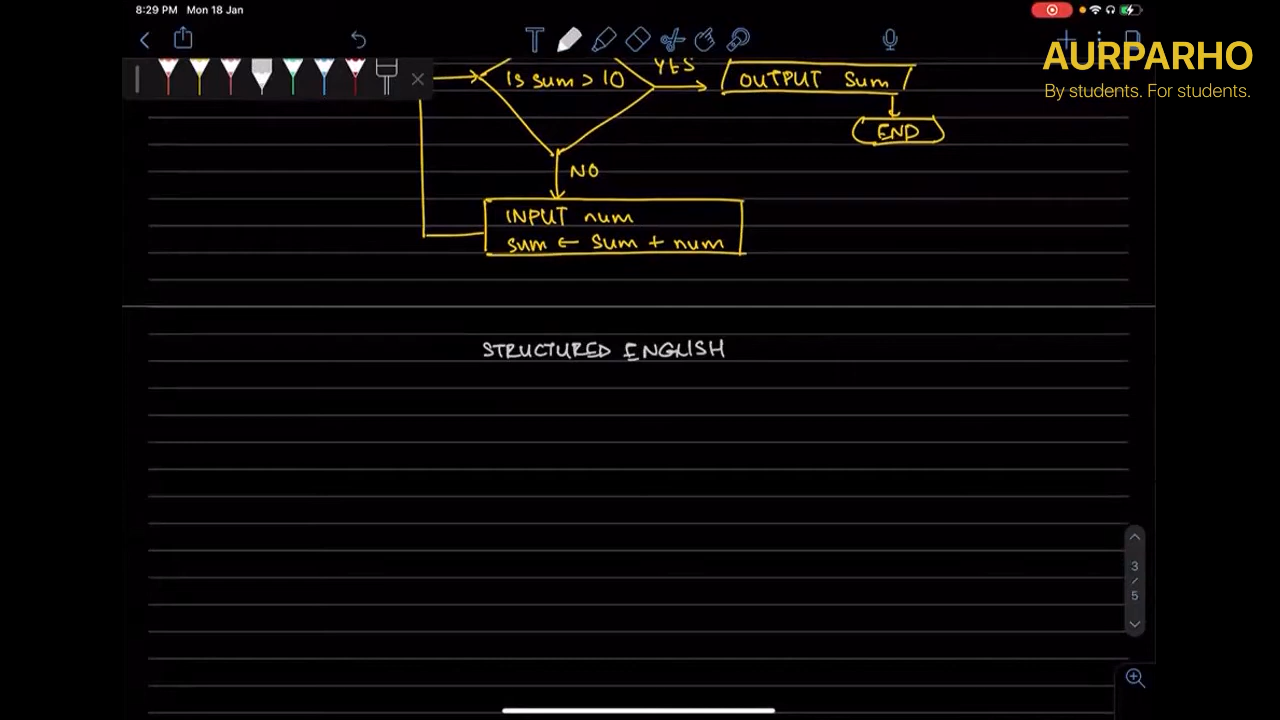 8:29 PM Mon 18 Jan
AURPARHO
By students. For students.
T
YES
Is sum > 10
OUTPUT Sum
END
NO
INPUT num
sum ← sum + num
STRUCTURED ENGLISH
3
/
5